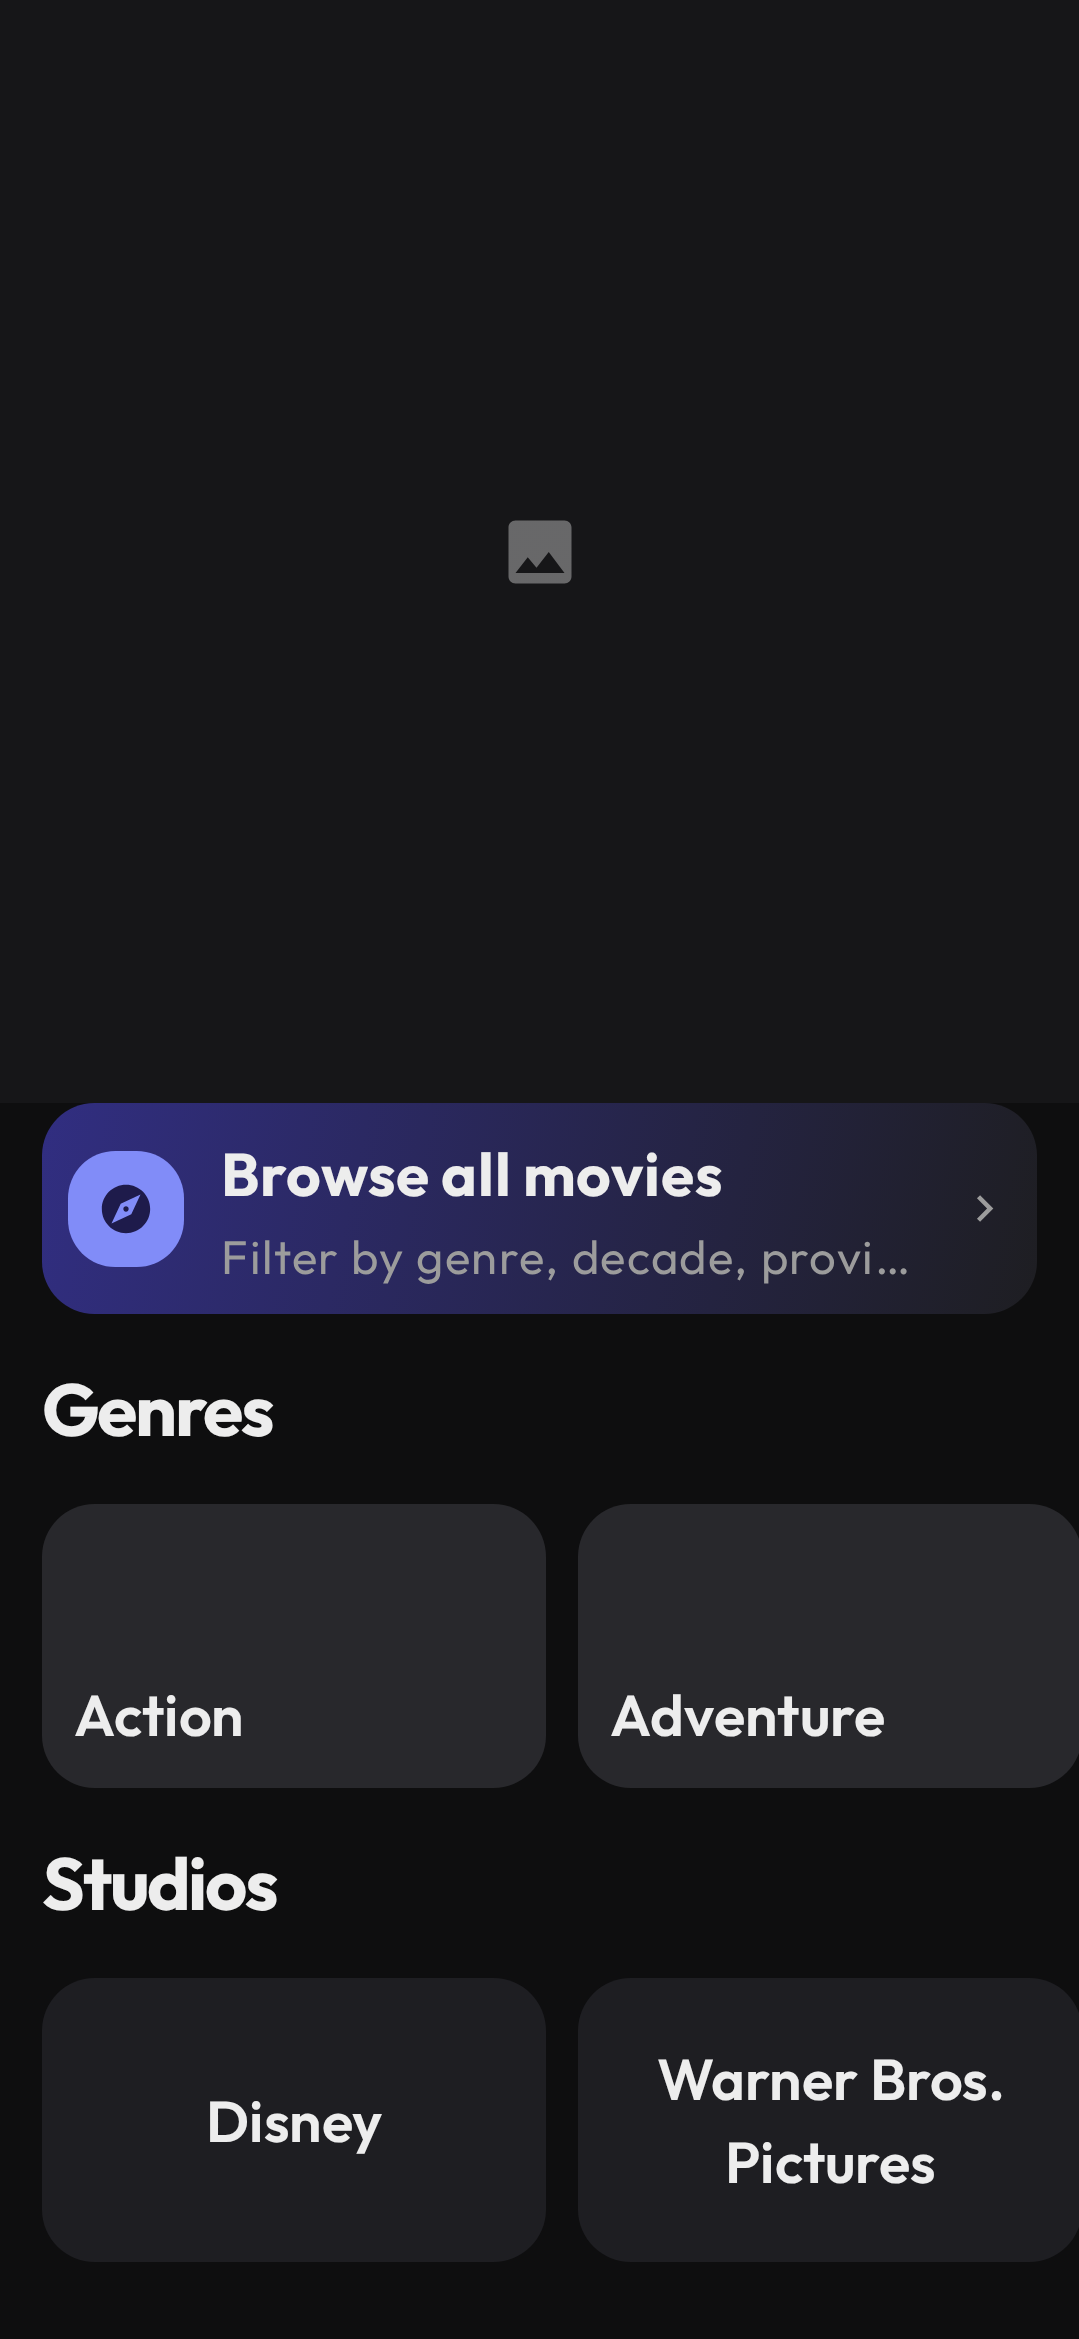 Browse all movies
Filter by genre, decade, provi...
Genres
Action
Adventure
Studios
Disney
Warner Bros.
Pictures